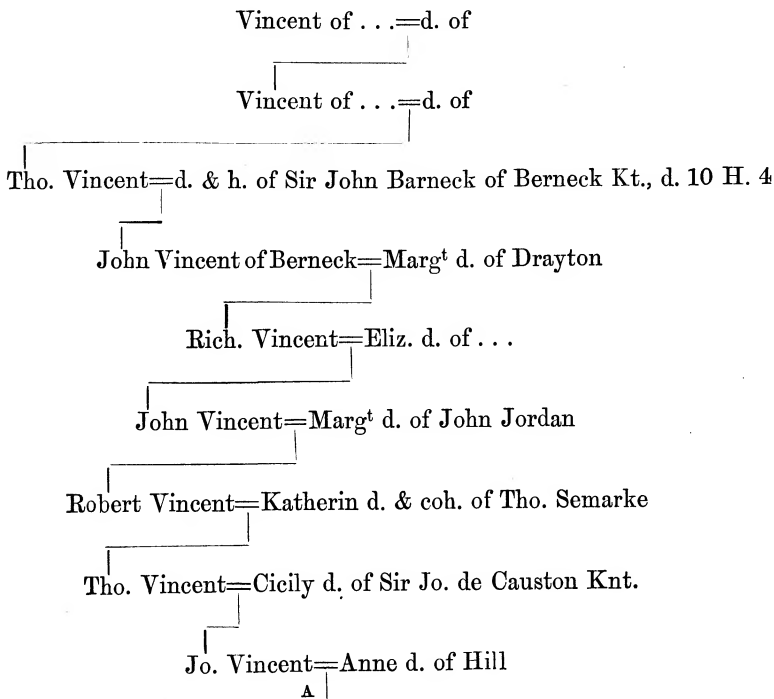 Vincent of . . .=d. of
Vincent of . . .=d. of
Tho. Vincent=d. & h. of Sir John Barneck of Berneck Kt., d. 10 H. 4
John Vincent of Berneck=Margᵗ d. of Drayton
Rich. Vincent=Eliz. d. of . . .
John Vincent=Margᵗ d. of John Jordan
Robert Vincent=Katherin d. & coh. of Tho. Semarke
Tho. Vincent=Cicily d. of Sir Jo. de Causton Knt.
Jo. Vincent=Anne d. of Hill
A